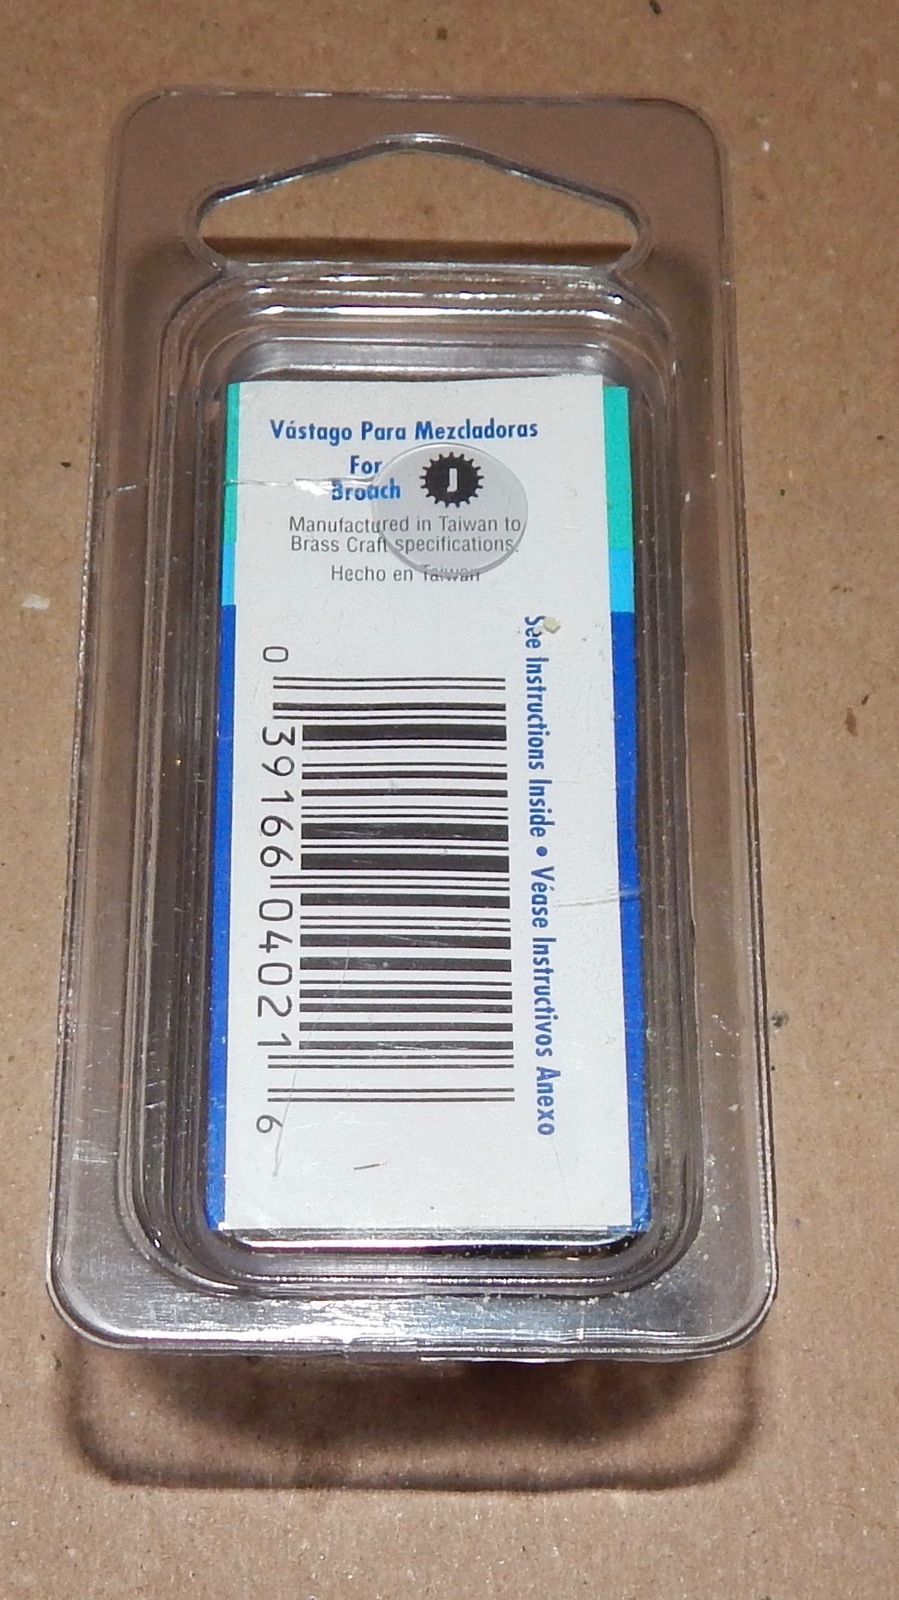 Vástago Para Mezcladoras
For
Broach J
Manufactured in Taiwan to
Brass Craft specifications.
Hecho en Taiwan
See Instructions Inside • Véase Instructivos Anexo
0 39166 04021 6